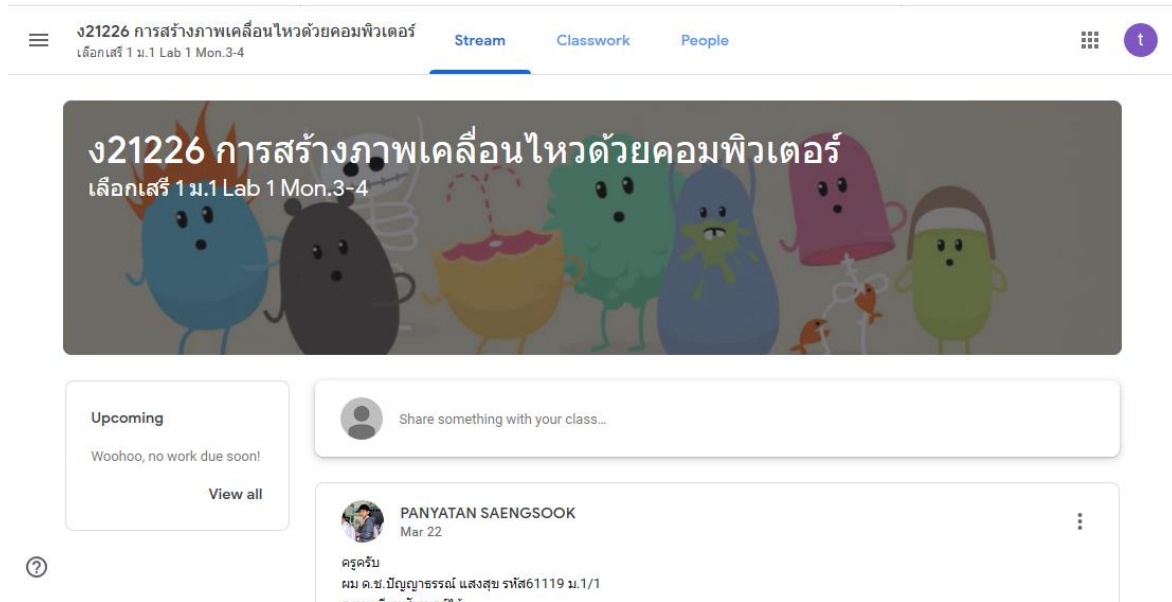 ง21226 การสร้างภาพเคลื่อนไหวด้วยคอมพิวเตอร์
เลือกเสรี 1 ม.1 Lab 1 Mon.3-4
Stream
Classwork
People
t
ง21226 การสร้างภาพเคลื่อนไหวด้วยคอมพิวเตอร์
เลือกเสรี 1 ม.1 Lab 1 Mon.3-4
Upcoming
Woohoo, no work due soon!
View all
Share something with your class...
PANYATAN SAENGSOOK
Mar 22
ครูครับ
ผม ด.ช.ปัญญาธรรณ์ แสงสุข รหัส61119 ม.1/1